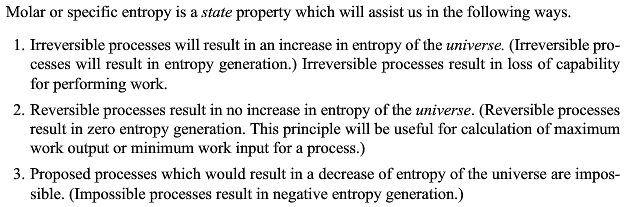 Molar or specific entropy is a state property which will assist us in the following ways.
1. Irreversible processes will result in an increase in entropy of the universe. (Irreversible pro-
cesses will result in entropy generation.) Irreversible processes result in loss of capability
for performing work.
2. Reversible processes result in no increase in entropy of the universe. (Reversible processes
result in zero entropy generation. This principle will be useful for calculation of maximum
work output or minimum work input for a process.)
3. Proposed processes which would result in a decrease of entropy of the universe are impos-
sible. (Impossible processes result in negative entropy generation.)